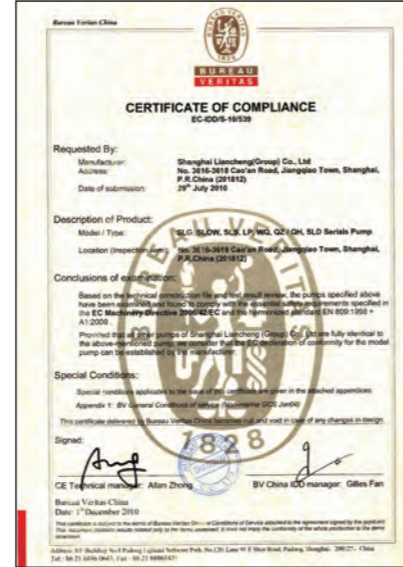 Bureau Veritas China
BUREAU
VERITAS
CERTIFICATE OF COMPLIANCE
EC-IDD/S-10/539
Requested By:
Manufacturer: Shanghai Liancheng(Group) Co., Ltd
Address: No. 3616-3618 Cao'an Road, Jiangqiao Town, Shanghai,
P.R.China (201812)
Date of submission: 29th July 2010
Description of Product:
Model / Type: SLG, SLOW, SLS, LP, WQ, QZ / QH, SLD Serials Pump
Location (Inspection): No. 3616-3618 Cao'an Road, Jiangqiao Town, Shanghai,
P.R.China (201812)
Conclusions of examination:
Based on the technical construction file and test result review, the pumps specified above
have been examined and found to comply with the essential safety requirements specified in
the EC Machinery Directive 2006/42/EC and the harmonized standard EN 809:1998 +
A1:2009 .
Provided that all other pumps of Shanghai Liancheng (Group) Co., Ltd are fully identical to
the above-mentioned pump, we consider that the EC declaration of conformity for the model
pump can be established by the manufacturer.
Special Conditions:
Special conditions applicable to the issue of this certificate are given in the attached appendices:
Appendix 1: BV General Conditions of service
This certificate delivered by Bureau Veritas China becomes null and void in case of any changes in design.
Signed:
1828
CE Technical manager: Allan Zhong BV China IDD manager: Gilles Fan
Bureau Veritas China
Date: 1st December 2010